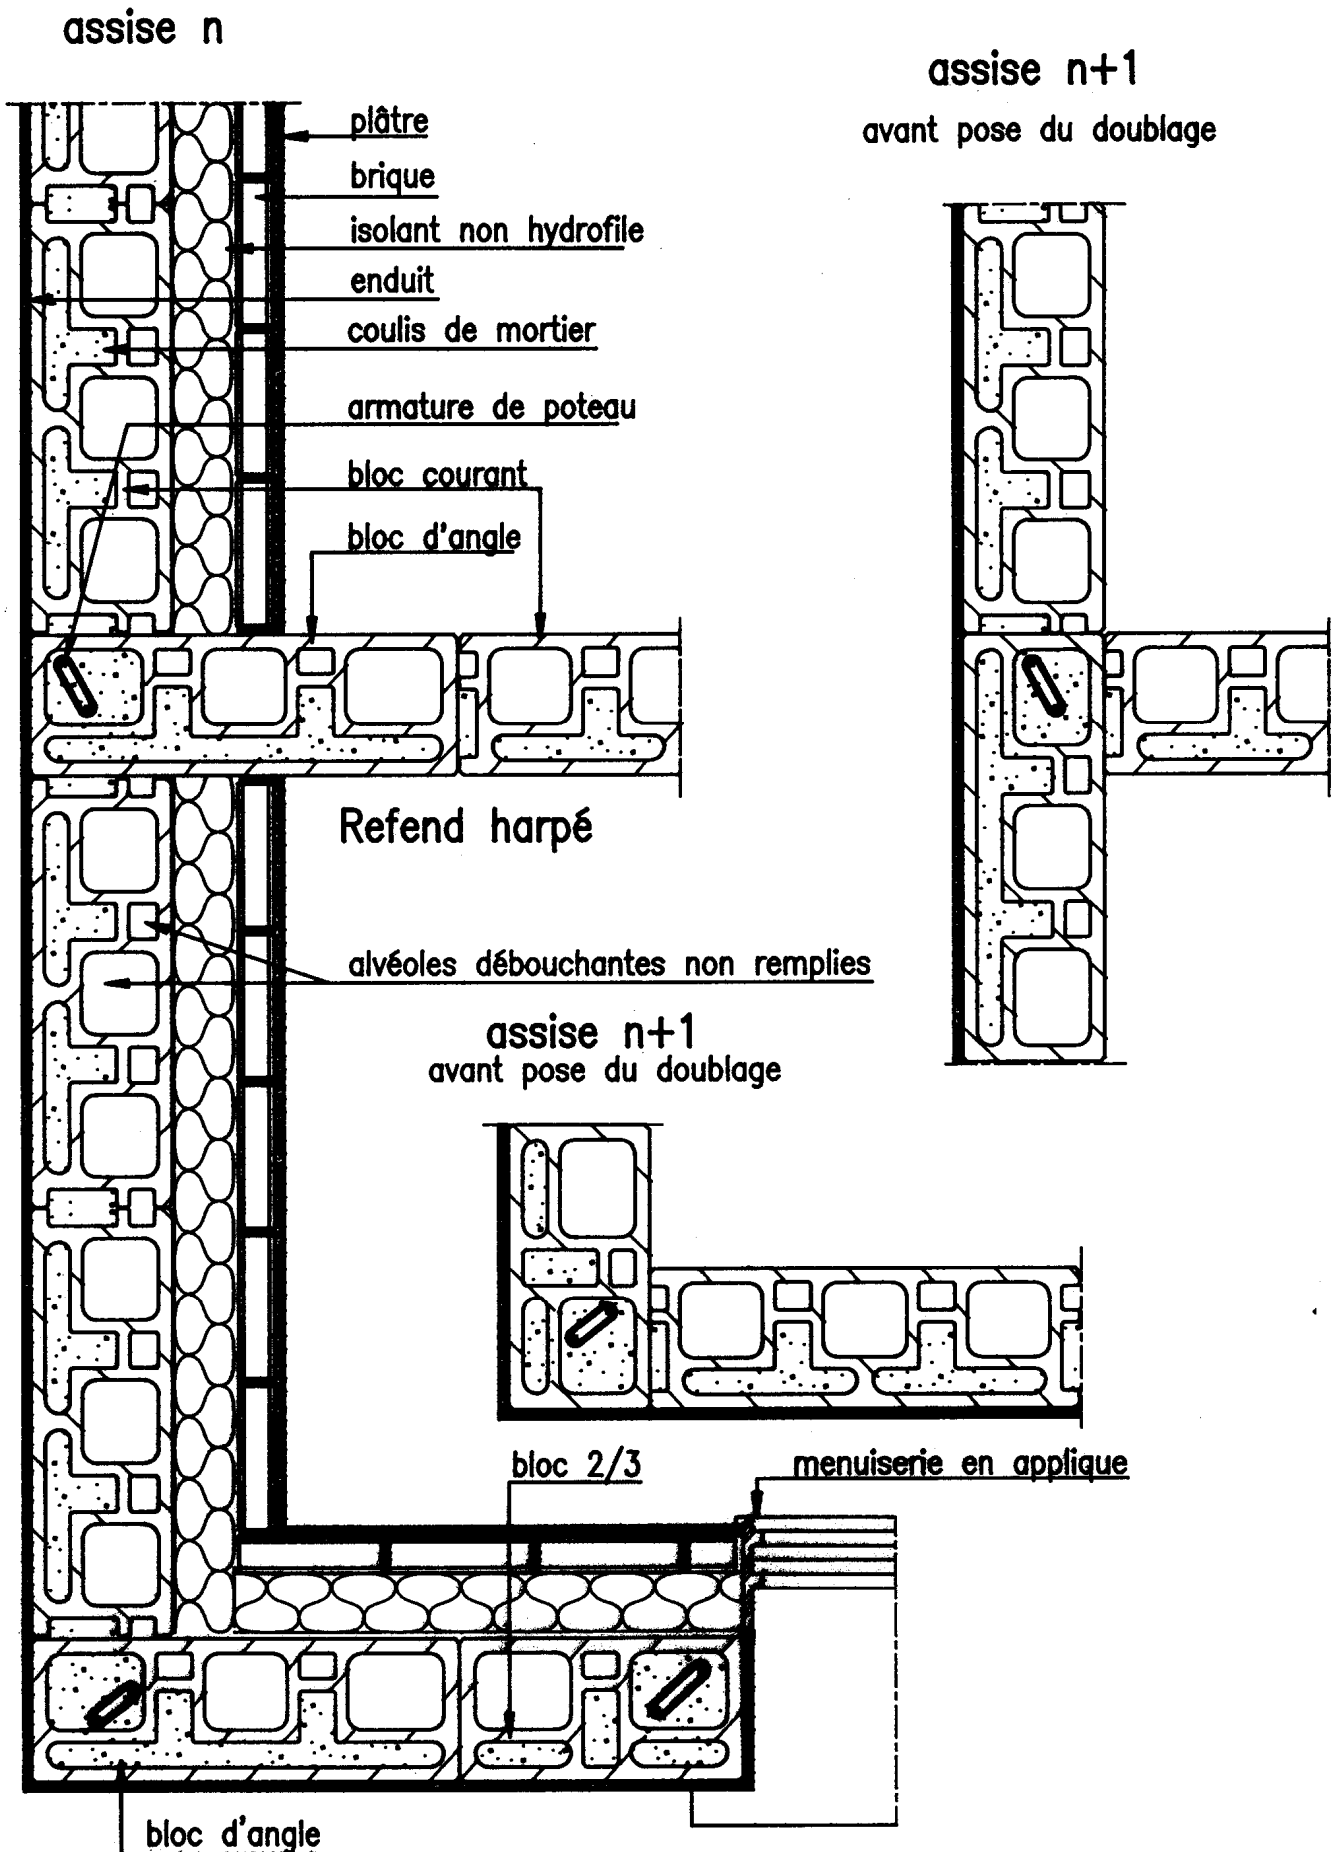 assise n
assise n+1
avant pose du doublage
plâtre
brique
isolant non hydrofile
enduit
coulis de mortier
armature de poteau
bloc courant
bloc d'angle
Refend harpé
alvéoles débouchantes non remplies
assise n+1
avant pose du doublage
bloc 2/3
menuiserie en applique
bloc d'angle